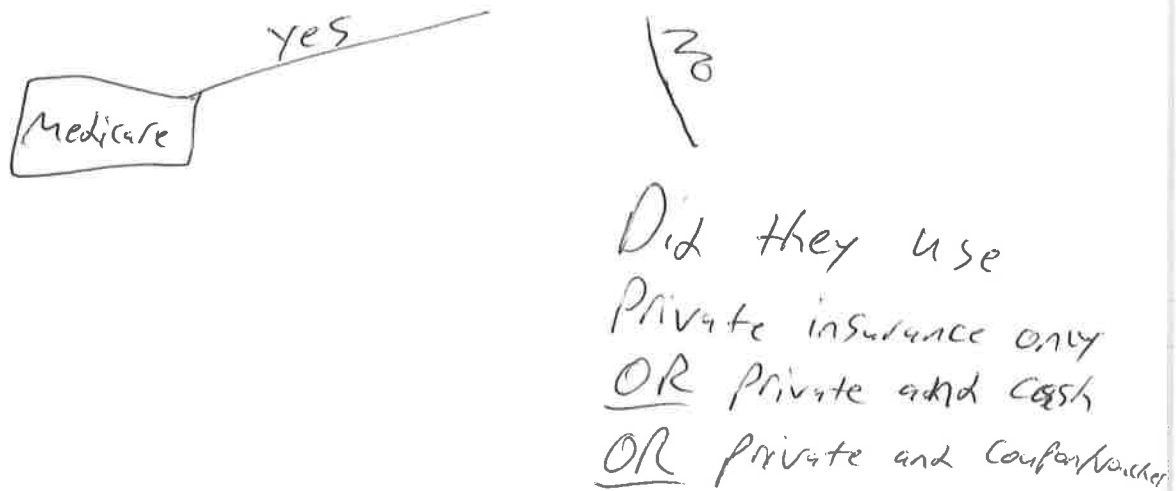 yes
No
Medicare
Did they use
Private insurance only
OR private and cash
OR private and coupon/voucher